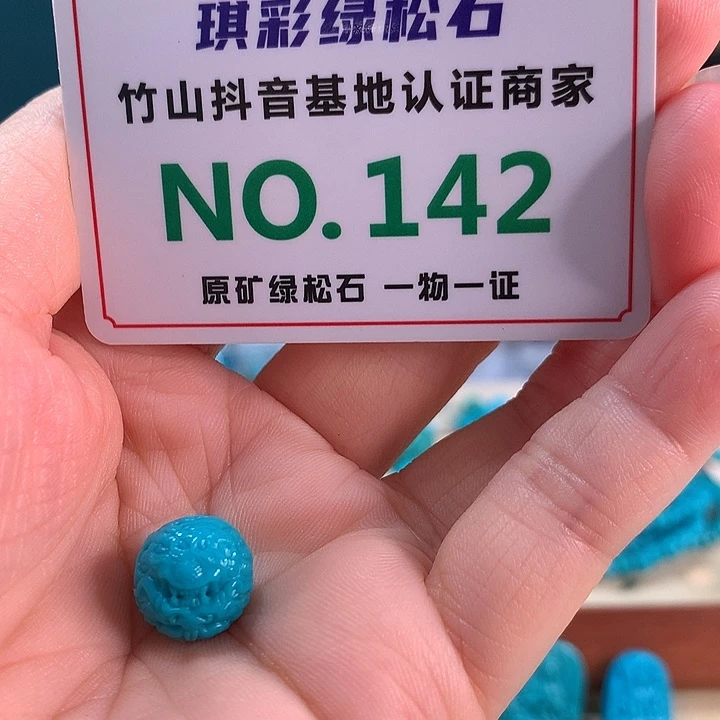 琪彩绿松石
竹山抖音基地认证商家
NO.142
原矿绿松石 一物一证